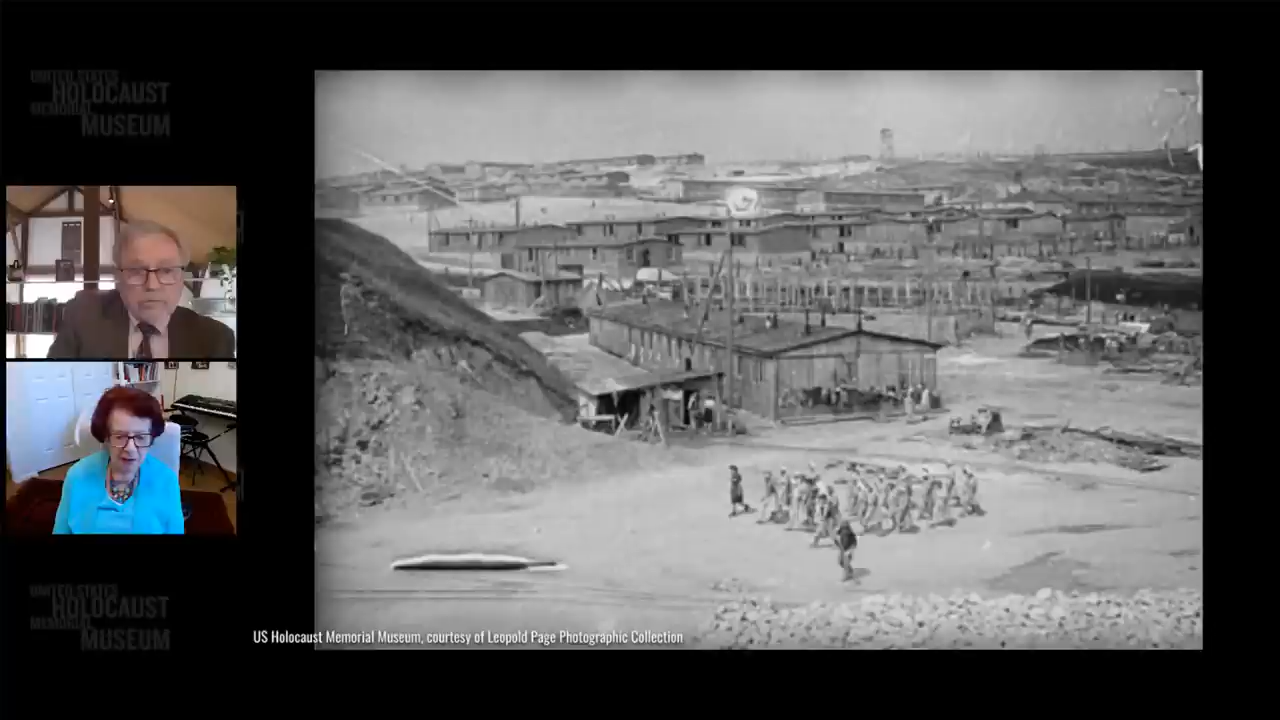 UNITED STATES
HOLOCAUST
MEMORIAL
MUSEUM
US Holocaust Memorial Museum, courtesy of Leopold Page Photographic Collection
UNITED STATES
HOLOCAUST
MEMORIAL
MUSEUM